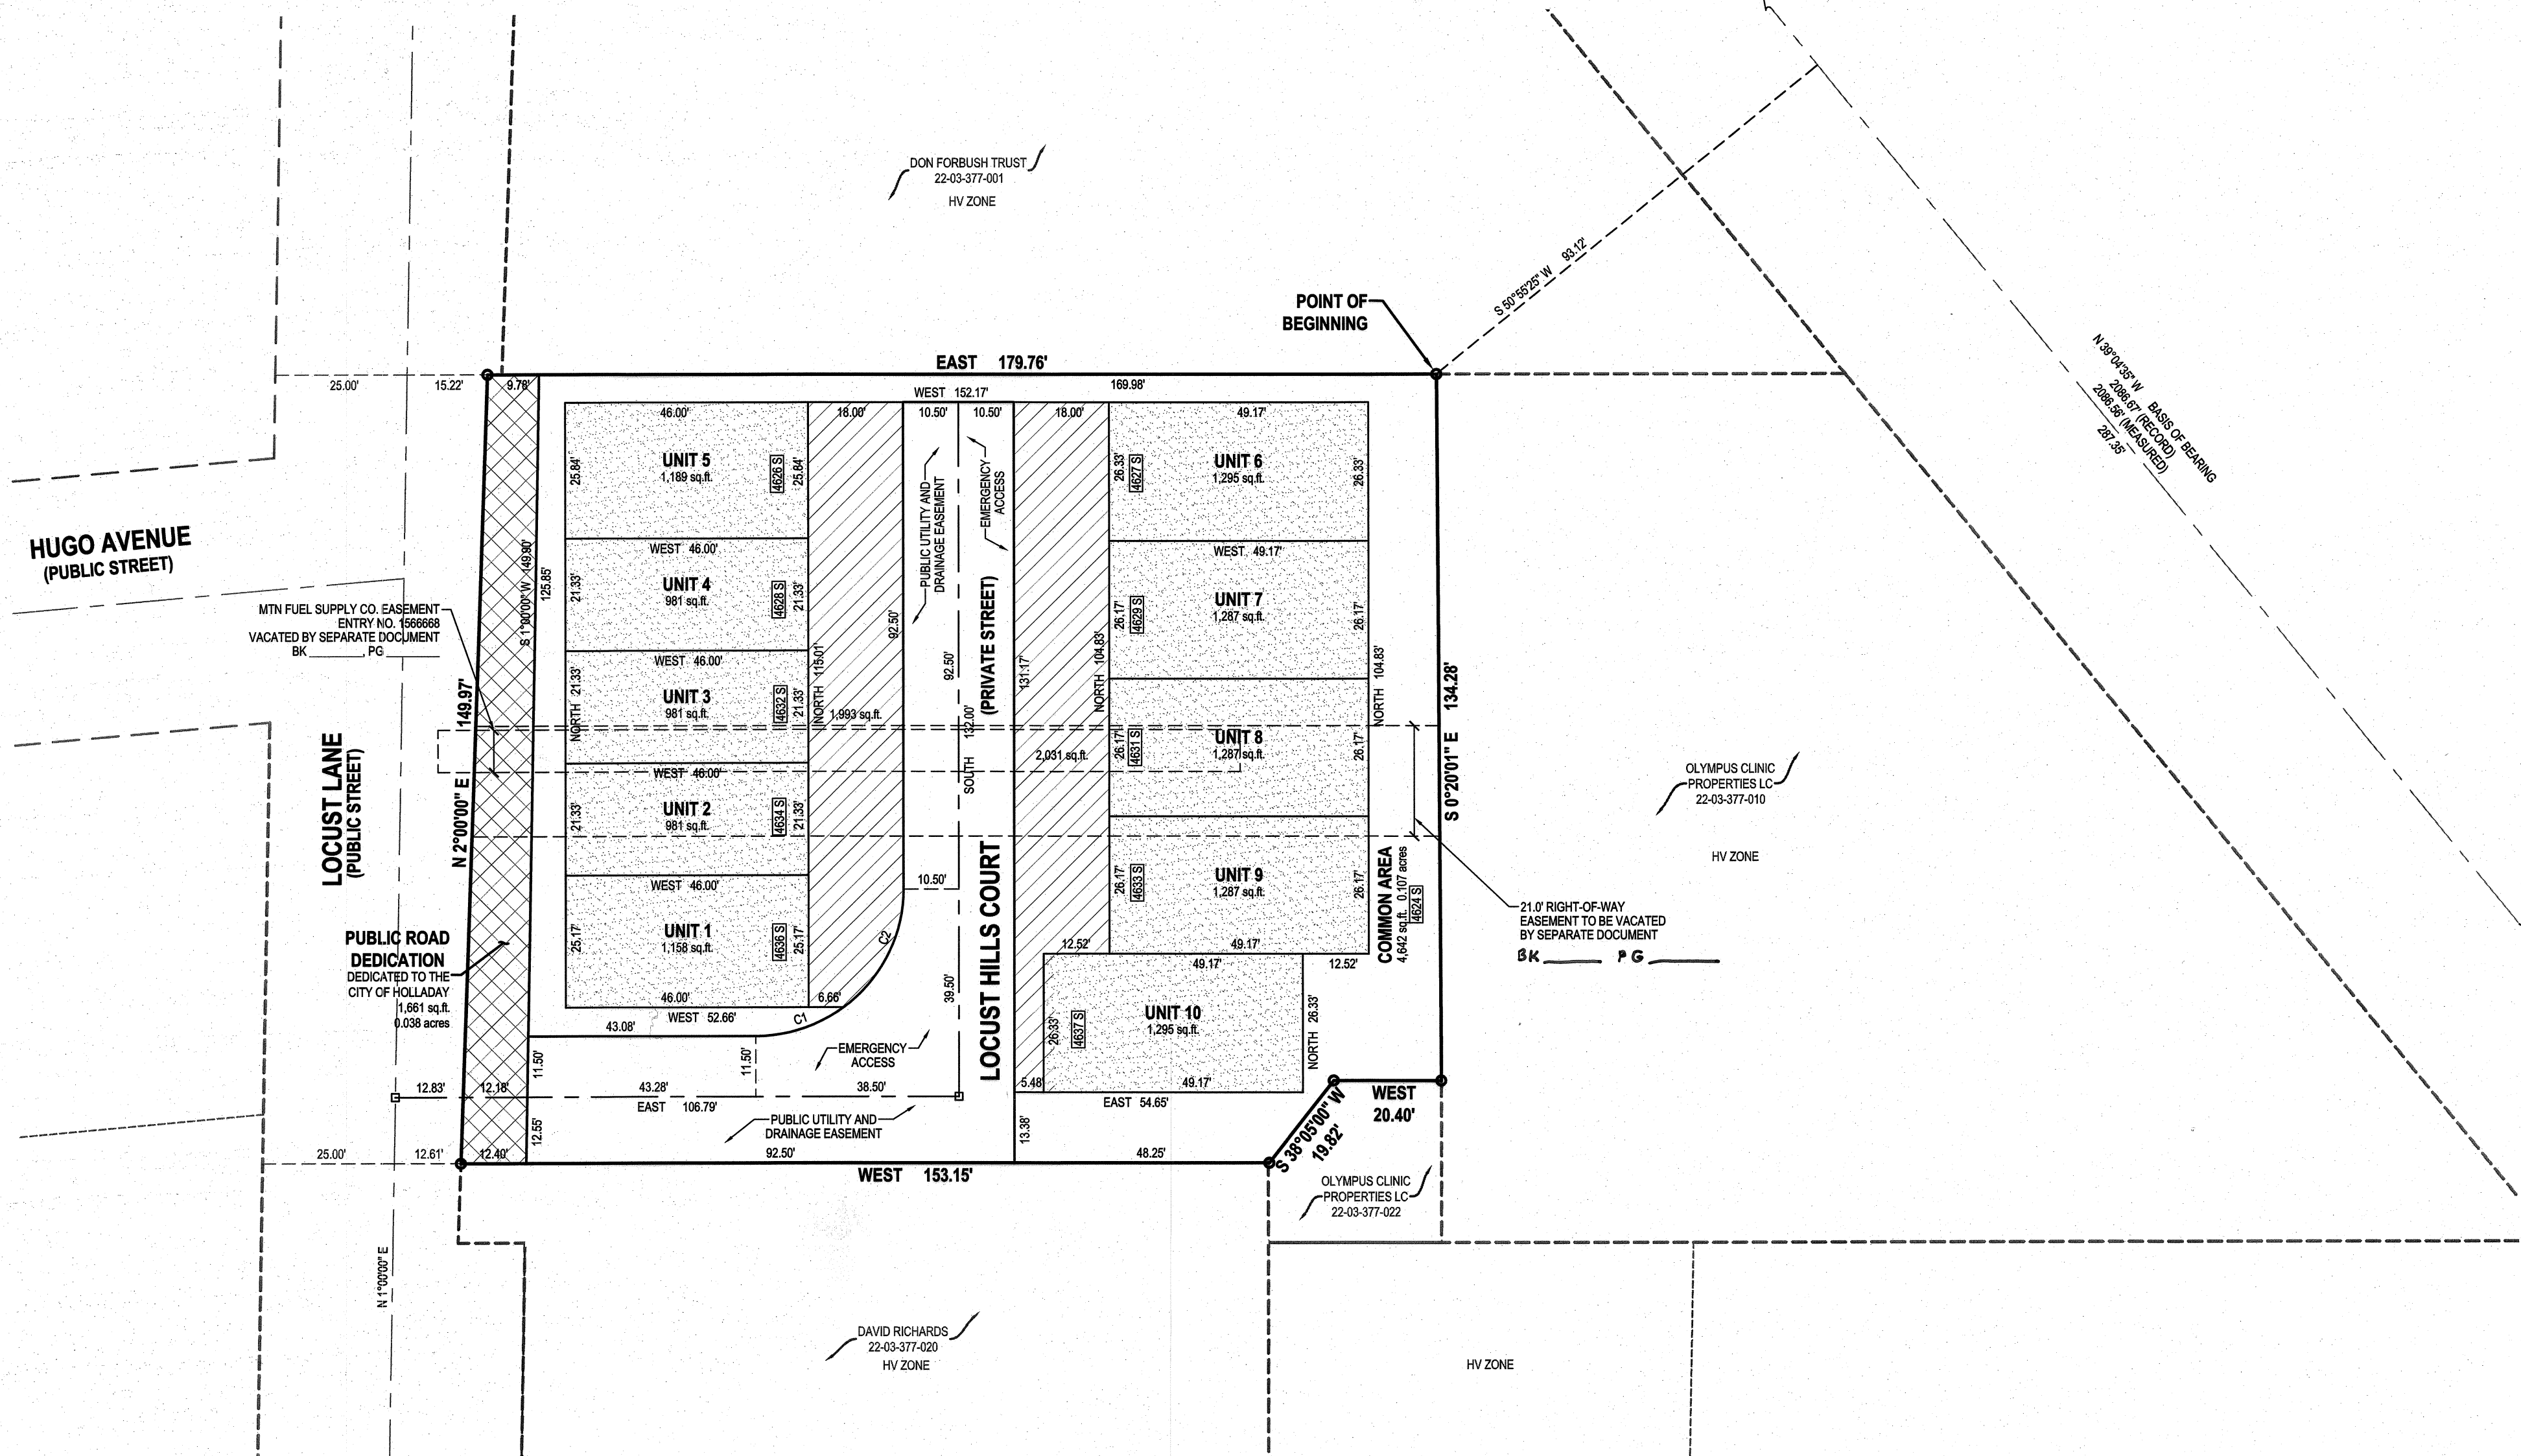 DON FORBUSH TRUST
22-03-377-001
HV ZONE
S 50°55'25" W 93.12'
POINT OF
BEGINNING
N 39°04'35" W BASIS OF BEARING
2086.67' (RECORD)
2086.56' (MEASURED)
287.35'
EAST 179.76'
25.00'
15.22'
9.78'
WEST 152.17'
169.98'
46.00'
18.00'
10.50'
10.50'
18.00'
49.17'
HUGO AVENUE
(PUBLIC STREET)
MTN FUEL SUPPLY CO. EASEMENT
ENTRY NO. 1566668
VACATED BY SEPARATE DOCUMENT
BK ________, PG ________
LOCUST LANE
(PUBLIC STREET)
N 2°00'00" E 149.97'
S 1°00'00" W 149.90'
125.85'
PUBLIC ROAD
DEDICATION
DEDICATED TO THE
CITY OF HOLLADAY
1,661 sq.ft.
0.038 acres
UNIT 5
1,189 sq.ft.
25.84'
4626 S
25.84'
WEST 46.00'
UNIT 4
981 sq.ft.
21.33'
4628 S
21.33'
WEST 46.00'
UNIT 3
981 sq.ft.
NORTH 21.33'
4632 S
21.33'
WEST 46.00'
UNIT 2
981 sq.ft.
21.33'
4634 S
21.33'
WEST 46.00'
UNIT 1
1,158 sq.ft.
25.17'
4636 S
25.17'
46.00'
6.66'
WEST 52.66'
43.08'
C1
C2
NORTH 115.01'
1,993 sq.ft.
92.50'
PUBLIC UTILITY AND
DRAINAGE EASEMENT
EMERGENCY
ACCESS
92.50'
SOUTH 132.00'
10.50'
39.50'
LOCUST HILLS COURT
(PRIVATE STREET)
131.17'
2,031 sq.ft.
NORTH 104.83'
UNIT 6
1,295 sq.ft.
26.33'
4627 S
26.33'
WEST 49.17'
UNIT 7
1,287 sq.ft.
26.17'
4629 S
26.17'
UNIT 8
1,287 sq.ft.
26.17'
4631 S
26.17'
UNIT 9
1,287 sq.ft.
26.17'
4633 S
26.17'
12.52'
49.17'
49.17'
12.52'
UNIT 10
1,295 sq.ft.
26.33'
4637 S
NORTH 26.33'
5.48'
49.17'
EAST 54.65'
NORTH 104.83'
COMMON AREA
4,642 sq.ft. 0.107 acres
4624 S
S 0°20'01" E 134.28'
OLYMPUS CLINIC
PROPERTIES LC
22-03-377-010
HV ZONE
21.0' RIGHT-OF-WAY
EASEMENT TO BE VACATED
BY SEPARATE DOCUMENT
BK ______ PG ________
EMERGENCY
ACCESS
11.50'
11.50'
12.83'
12.18'
43.28'
38.50'
EAST 106.79'
PUBLIC UTILITY AND
DRAINAGE EASEMENT
12.55'
13.38'
25.00'
12.61'
12.40'
92.50'
48.25'
WEST 153.15'
S 38°05'00" W
19.82'
WEST
20.40'
OLYMPUS CLINIC
PROPERTIES LC
22-03-377-022
N 1°00'00" E
DAVID RICHARDS
22-03-377-020
HV ZONE
HV ZONE